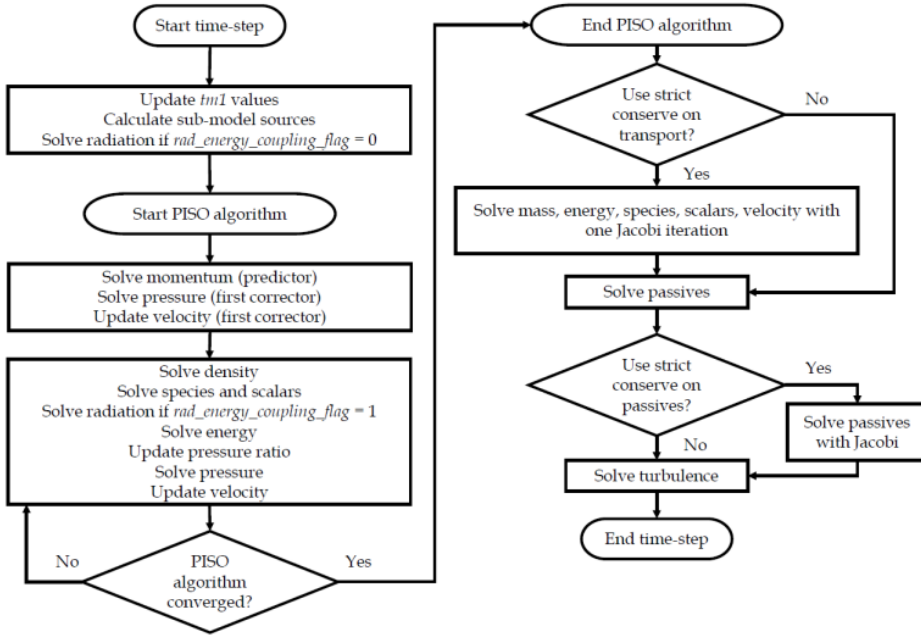 Start time-step
Update tm1 values
Calculate sub-model sources
Solve radiation if rad_energy_coupling_flag = 0
Start PISO algorithm
Solve momentum (predictor)
Solve pressure (first corrector)
Update velocity (first corrector)
Solve density
Solve species and scalars
Solve radiation if rad_energy_coupling_flag = 1
Solve energy
Update pressure ratio
Solve pressure
Update velocity
No
PISO
algorithm
converged?
Yes
End PISO algorithm
Use strict
conserve on
transport?
No
Yes
Solve mass, energy, species, scalars, velocity with
one Jacobi iteration
Solve passives
Use strict
conserve on
passives?
Yes
Solve passives
with Jacobi
No
Solve turbulence
End time-step